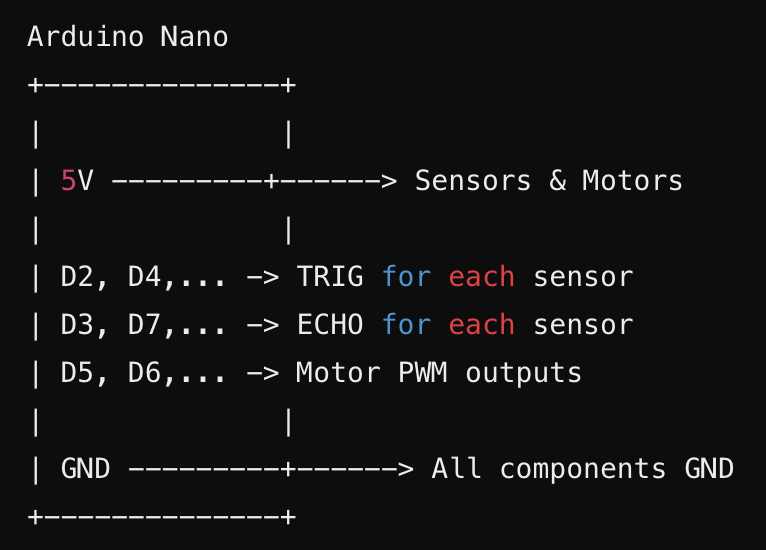 Arduino Nano
+--------------+
|              |
| 5V ---------+------> Sensors & Motors
|              |
| D2, D4,... -> TRIG for each sensor
| D3, D7,... -> ECHO for each sensor
| D5, D6,... -> Motor PWM outputs
|              |
| GND ---------+------> All components GND
+--------------+